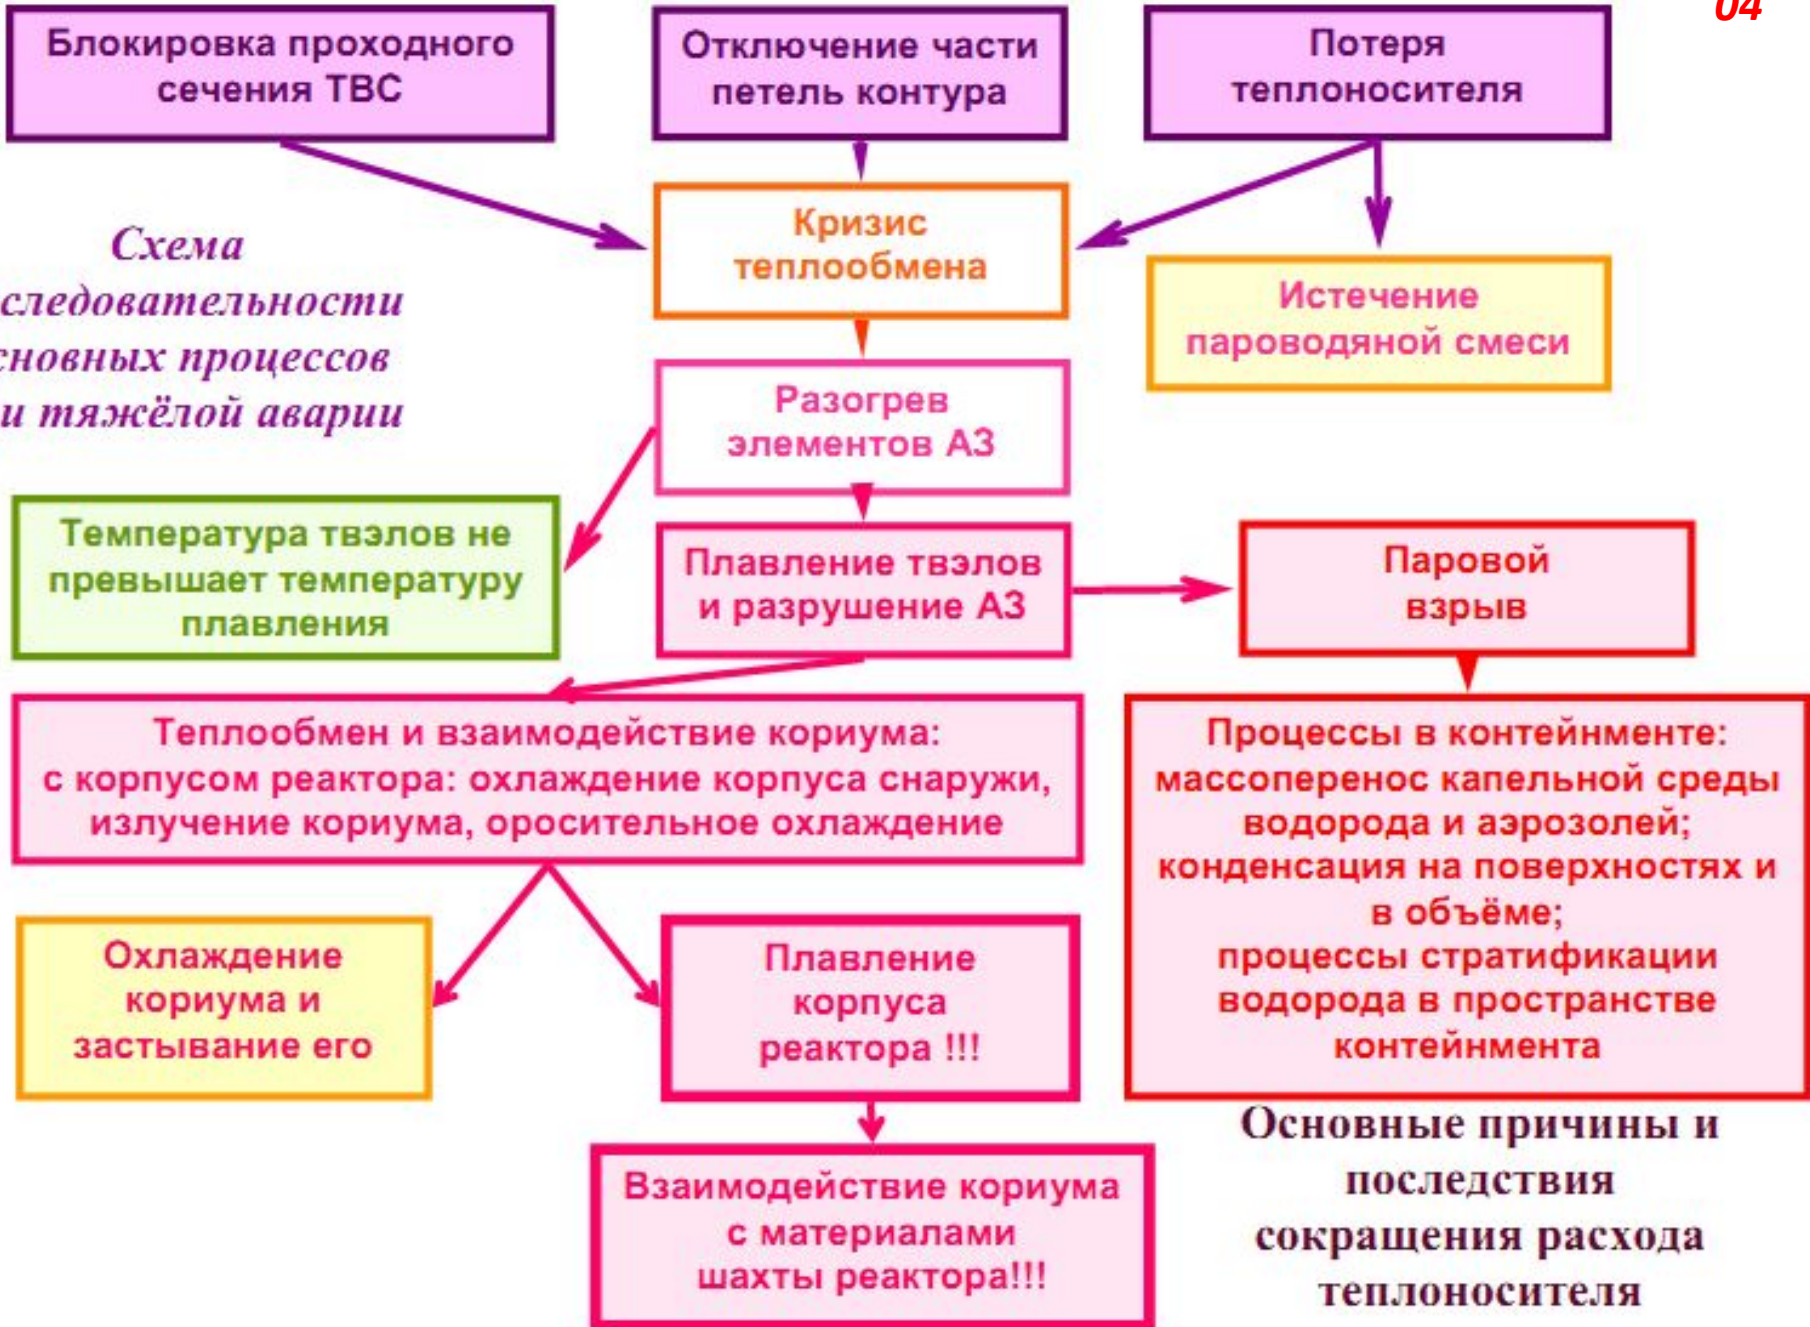 04
Блокировка проходного
сечения ТВС
Отключение части
петель контура
Потеря
теплоносителя
Схема
следовательности
сновных процессов
и тяжёлой аварии
Кризис
теплообмена
Истечение
пароводяной смеси
Разогрев
элементов АЗ
Температура твэлов не
превышает температуру
плавления
Плавление твэлов
и разрушение АЗ
Паровой
взрыв
Теплообмен и взаимодействие кориума:
с корпусом реактора: охлаждение корпуса снаружи,
излучение кориума, оросительное охлаждение
Процессы в контейнменте:
массоперенос капельной среды
водорода и аэрозолей;
конденсация на поверхностях и
в объёме;
процессы стратификации
водорода в пространстве
контейнмента
Охлаждение
кориума и
застывание его
Плавление
корпуса
реактора !!!
Взаимодействие кориума
с материалами
шахты реактора!!!
Основные причины и
последствия
сокращения расхода
теплоносителя